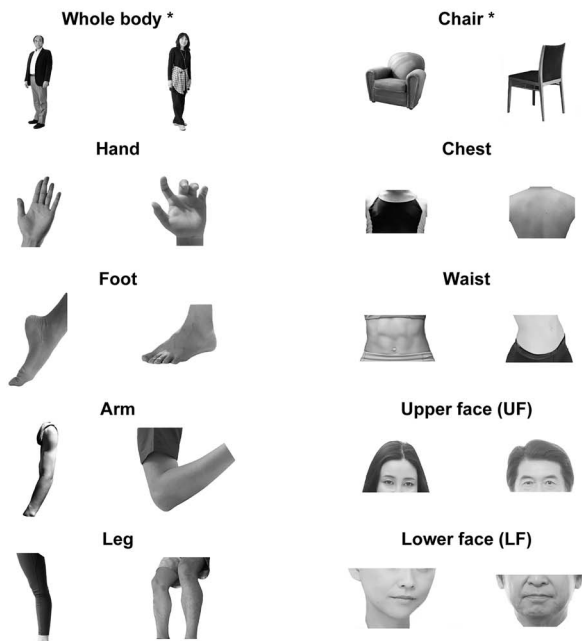 Whole body *
Chair *
Hand
Chest
Foot
Waist
Arm
Upper face (UF)
Leg
Lower face (LF)